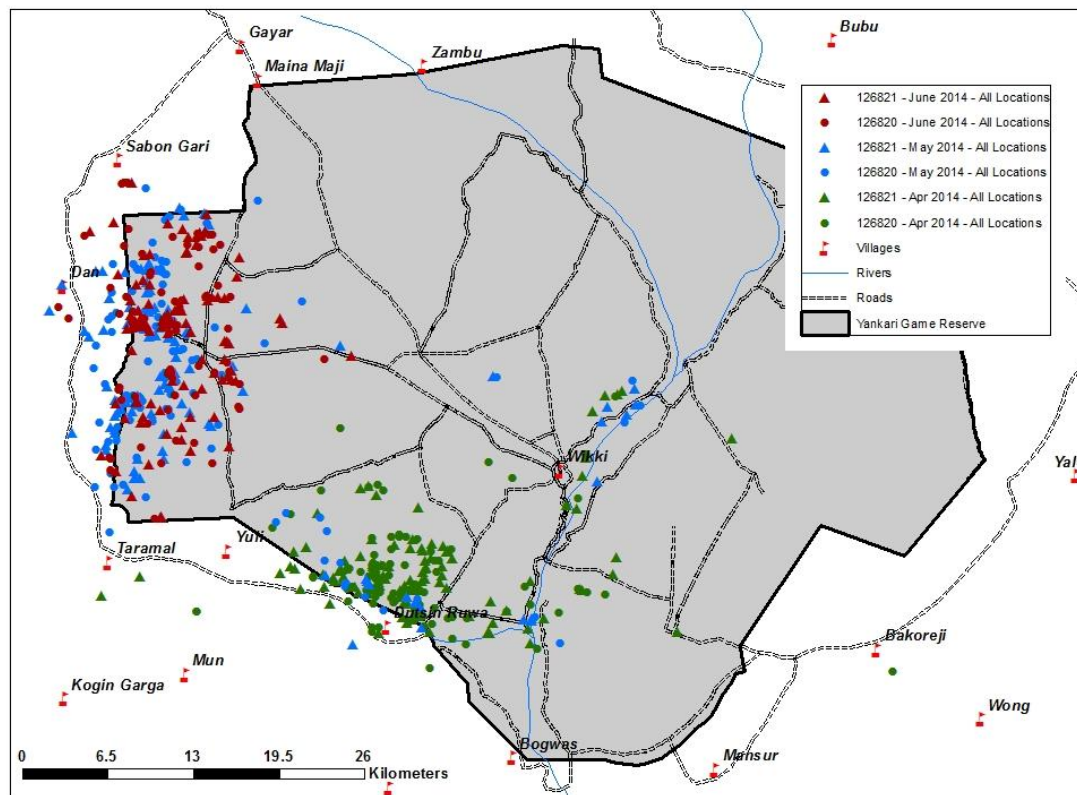 Gayar
Maina Maji
Zambu
Bubu
126821 - June 2014 - All Locations
126820 - June 2014 - All Locations
126821 - May 2014 - All Locations
126820 - May 2014 - All Locations
126821 - Apr 2014 - All Locations
126820 - Apr 2014 - All Locations
Villages
Rivers
Roads
Yankari Game Reserve
Sabon Gari
Dan
Wikki
Yal
Yuli
Taramal
Dutsin Ruwa
Bakoreji
Mun
Kogin Garga
Wong
Bogwas
Mansur
0 6.5 13 19.5 26
Kilometers